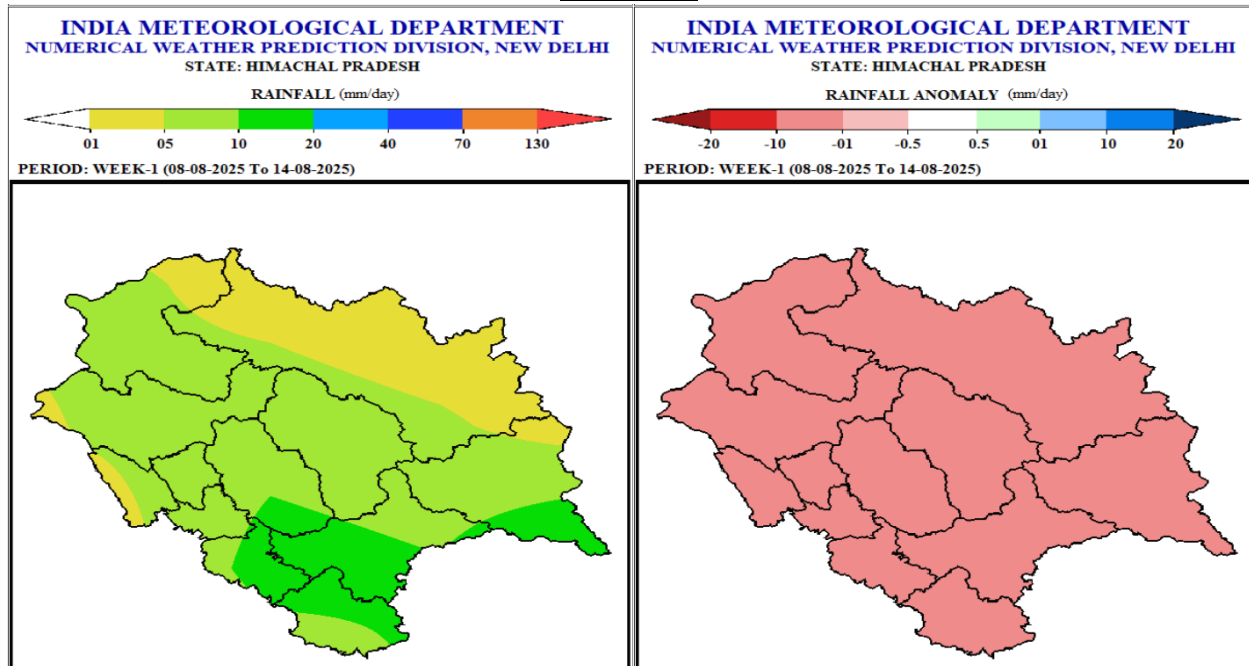 INDIA METEOROLOGICAL DEPARTMENT
NUMERICAL WEATHER PREDICTION DIVISION, NEW DELHI
STATE: HIMACHAL PRADESH
RAINFALL (mm/day)
01 05 10 20 40 70 130
PERIOD: WEEK-1 (08-08-2025 To 14-08-2025)
INDIA METEOROLOGICAL DEPARTMENT
NUMERICAL WEATHER PREDICTION DIVISION, NEW DELHI
STATE: HIMACHAL PRADESH
RAINFALL ANOMALY (mm/day)
-20 -10 -01 -0.5 0.5 01 10 20
PERIOD: WEEK-1 (08-08-2025 To 14-08-2025)